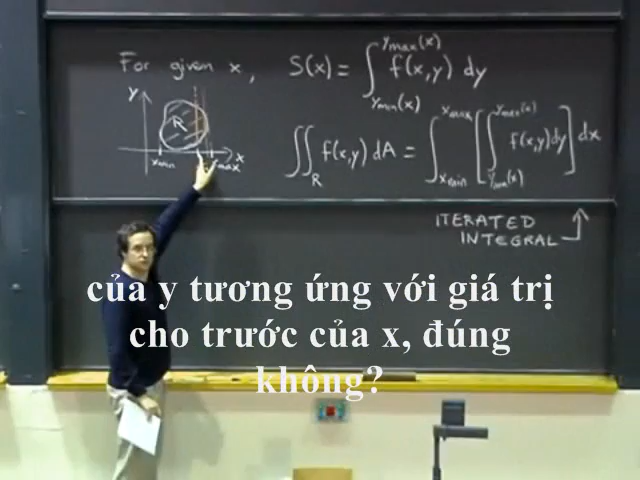 For given x, S(x) = ∫_{ymin(x)}^{ymax(x)} f(x,y) dy
y
R
xmin xmax x
∬_R f(x,y) dA = ∫_{xmin}^{xmax} [∫_{ymin(x)}^{ymax(x)} f(x,y) dy] dx
ITERATED
INTEGRAL
của y tương ứng với giá trị
cho trước của x, đúng
không?